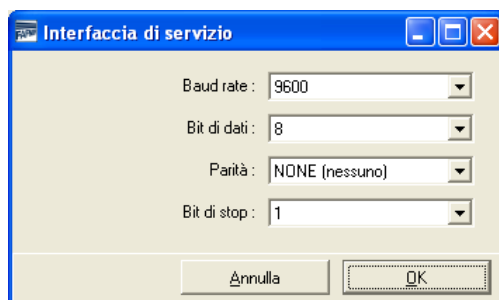 Interfaccia di servizio
Baud rate : 9600
Bit di dati : 8
Parità : NONE (nessuno)
Bit di stop : 1
Annulla OK